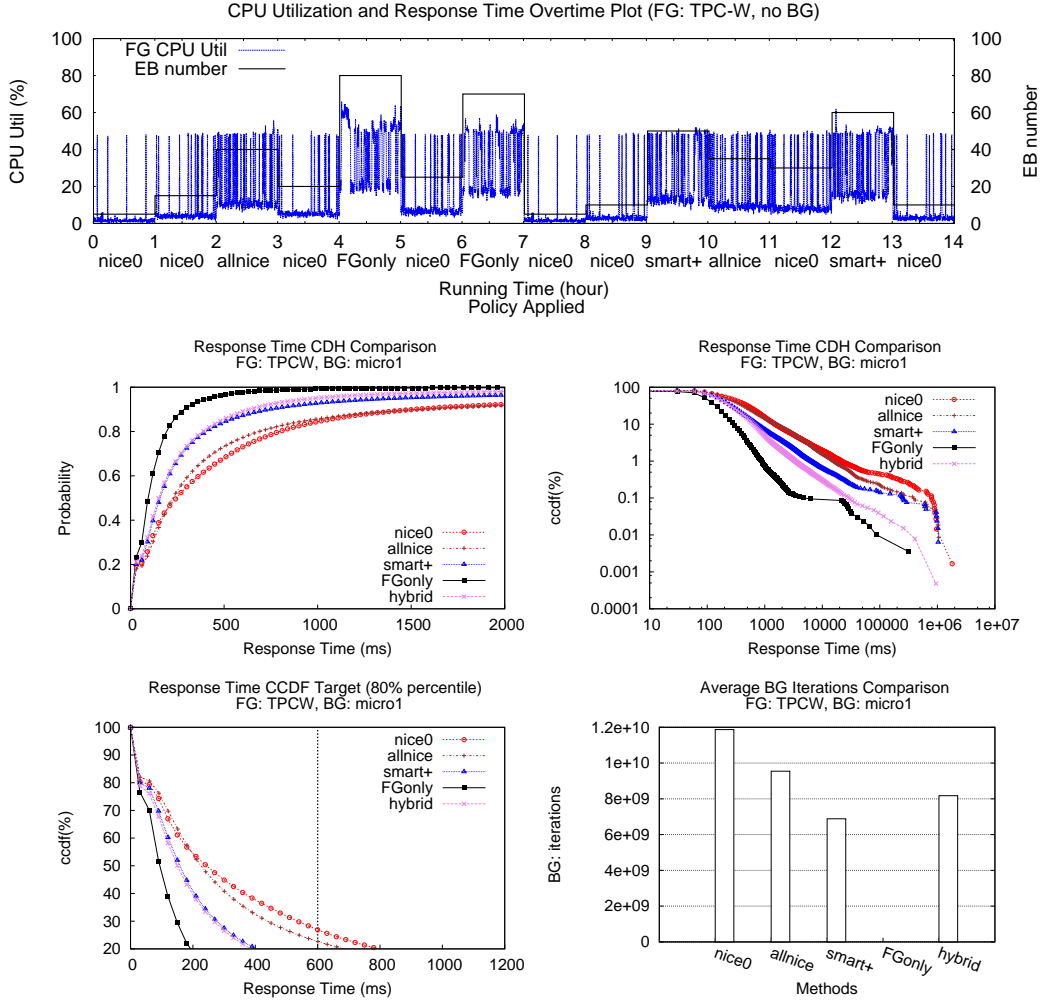 CPU Utilization and Response Time Overtime Plot (FG: TPC-W, no BG)
FG CPU Util
EB number
CPU Util (%)
100
80
60
40
20
0
100
80
60
40
20
0
EB number
0 1 2 3 4 5 6 7 8 9 10 11 12 13 14
nice0 nice0 allnice nice0 FGonly nice0 FGonly nice0 nice0 smart+ allnice nice0 smart+ nice0
Running Time (hour)
Policy Applied
Response Time CDH Comparison
FG: TPCW, BG: micro1
Probability
1
0.8
0.6
0.4
0.2
0
nice0
allnice
smart+
FGonly
hybrid
0 500 1000 1500 2000
Response Time (ms)
Response Time CDH Comparison
FG: TPCW, BG: micro1
ccdf(%)
100
10
1
0.1
0.01
0.001
0.0001
nice0
allnice
smart+
FGonly
hybrid
10 100 1000 10000 100000 1e+06 1e+07
Response Time (ms)
Response Time CCDF Target (80% percentile)
FG: TPCW, BG: micro1
ccdf(%)
100
90
80
70
60
50
40
30
20
nice0
allnice
smart+
FGonly
hybrid
0 200 400 600 800 1000 1200
Response Time (ms)
Average BG Iterations Comparison
FG: TPCW, BG: micro1
BG: iterations
1.2e+10
1e+10
8e+09
6e+09
4e+09
2e+09
0
nice0 allnice smart+ FGonly hybrid
Methods